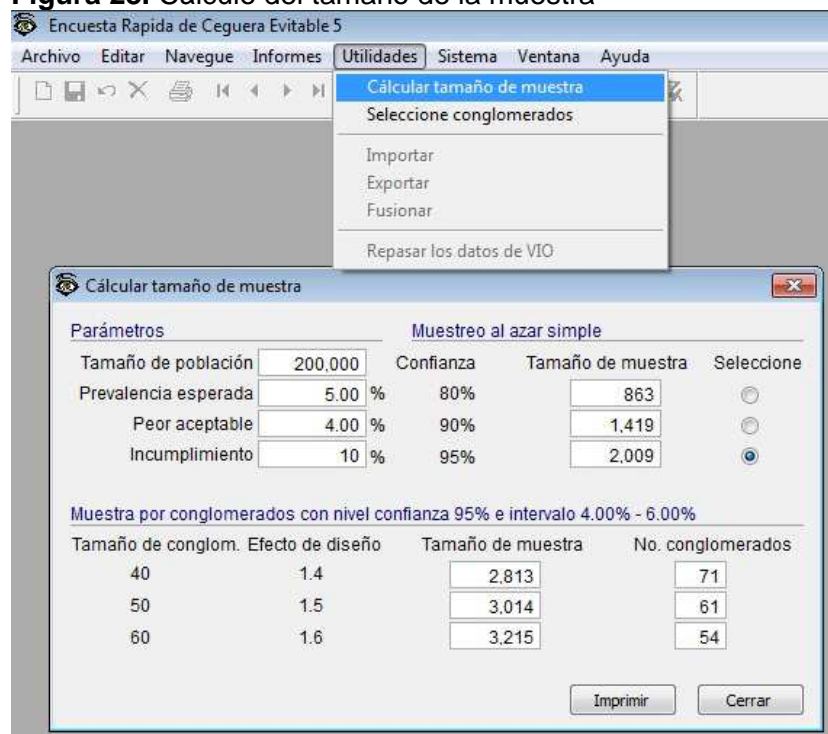 Figura 25. Cálculo del tamaño de la muestra
Encuesta Rapida de Ceguera Evitable 5
Archivo Editar Navegue Informes Utilidades Sistema Ventana Ayuda
Cálcular tamaño de muestra
Seleccione conglomerados
Importar
Exportar
Fusionar
Repasar los datos de VIO
Cálcular tamaño de muestra
Parámetros Muestreo al azar simple
Tamaño de población 200,000 Confianza Tamaño de muestra Seleccione
Prevalencia esperada 5.00 % 80% 863
Peor aceptable 4.00 % 90% 1,419
Incumplimiento 10 % 95% 2,009
Muestra por conglomerados con nivel confianza 95% e intervalo 4.00% - 6.00%
Tamaño de conglom. Efecto de diseño Tamaño de muestra No. conglomerados
40 1.4 2,813 71
50 1.5 3,014 61
60 1.6 3,215 54
Imprimir Cerrar